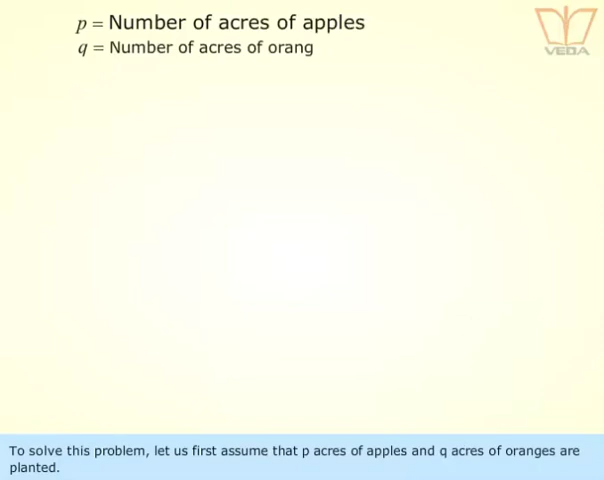 p = Number of acres of apples
q = Number of acres of orang
VEDA
To solve this problem, let us first assume that p acres of apples and q acres of oranges are
planted.